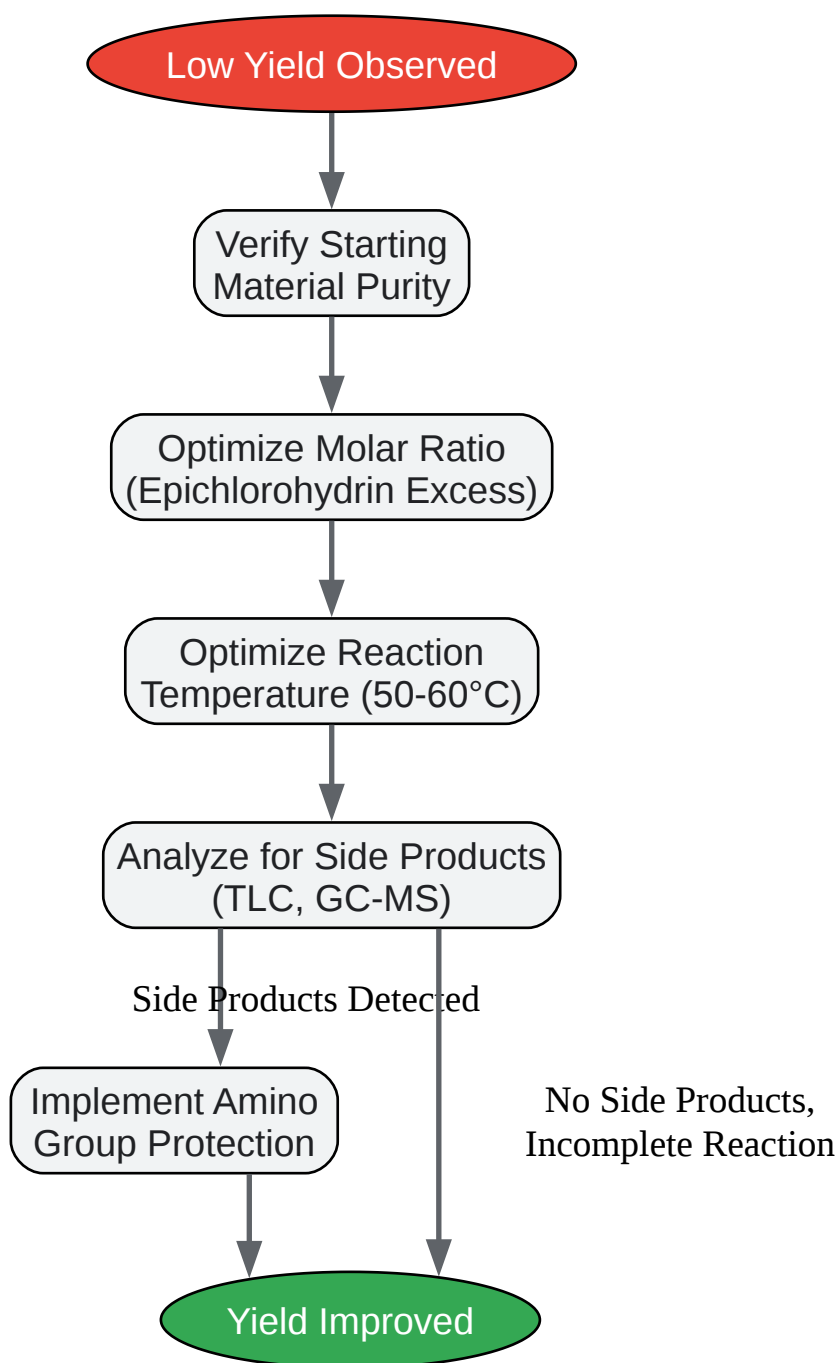 Low Yield Observed
Verify Starting
Material Purity
Optimize Molar Ratio
(Epichlorohydrin Excess)
Optimize Reaction
Temperature (50-60°C)
Analyze for Side Products
(TLC, GC-MS)
Side Products Detected
Implement Amino
Group Protection
No Side Products,
Incomplete Reaction
Yield Improved